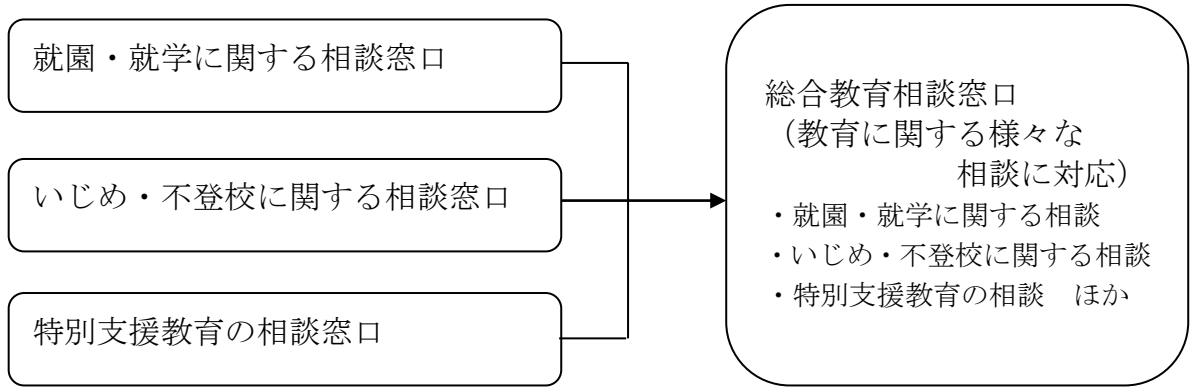 就園・就学に関する相談窓口
いじめ・不登校に関する相談窓口
特別支援教育の相談窓口
総合教育相談窓口
（教育に関する様々な
相談に対応）
・就園・就学に関する相談
・いじめ・不登校に関する相談
・特別支援教育の相談　ほか